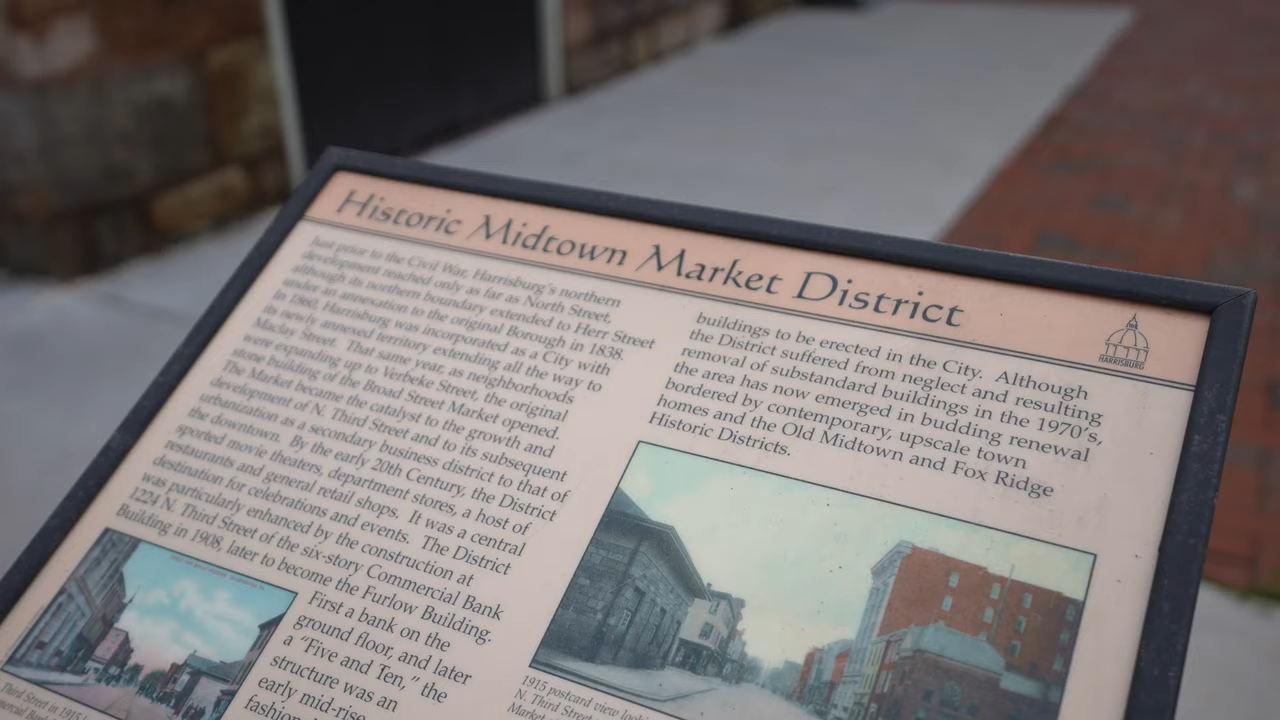 Historic Midtown Market District
HARRISBURG
Just prior to the Civil War, Harrisburg's northern
development reached only as far as North Street,
although its northern boundary extended to Herr Street
under an annexation to the original Borough in 1838.
In 1860, Harrisburg was incorporated as a City with
its newly annexed territory extending all the way to
Maclay Street. That same year, as neighborhoods
were expanding up to Verbeke Street, the original
stone building of the Broad Street Market opened.
The Market became the catalyst to the growth and
development of N. Third Street and to its subsequent
urbanization as a secondary business district to that of
the downtown. By the early 20th Century, the District
sported movie theaters, department stores, a host of
restaurants and general retail shops. It was a central
destination for celebrations and events. The District
was particularly enhanced by the construction at
1224 N. Third Street of the six-story Commercial Bank
Building in 1908, later to become the Furlow Building.
First a bank on the
ground floor, and later
a "Five and Ten," the
structure was an
early mid-rise
buildings to be erected in the City. Although
the District suffered from neglect and resulting
removal of substandard buildings in the 1970's,
the area has now emerged in budding renewal
bordered by contemporary, upscale town
homes and the Old Midtown and Fox Ridge
Historic Districts.
Third Street in 1915
1915 postcard view
N. Third Street
Market